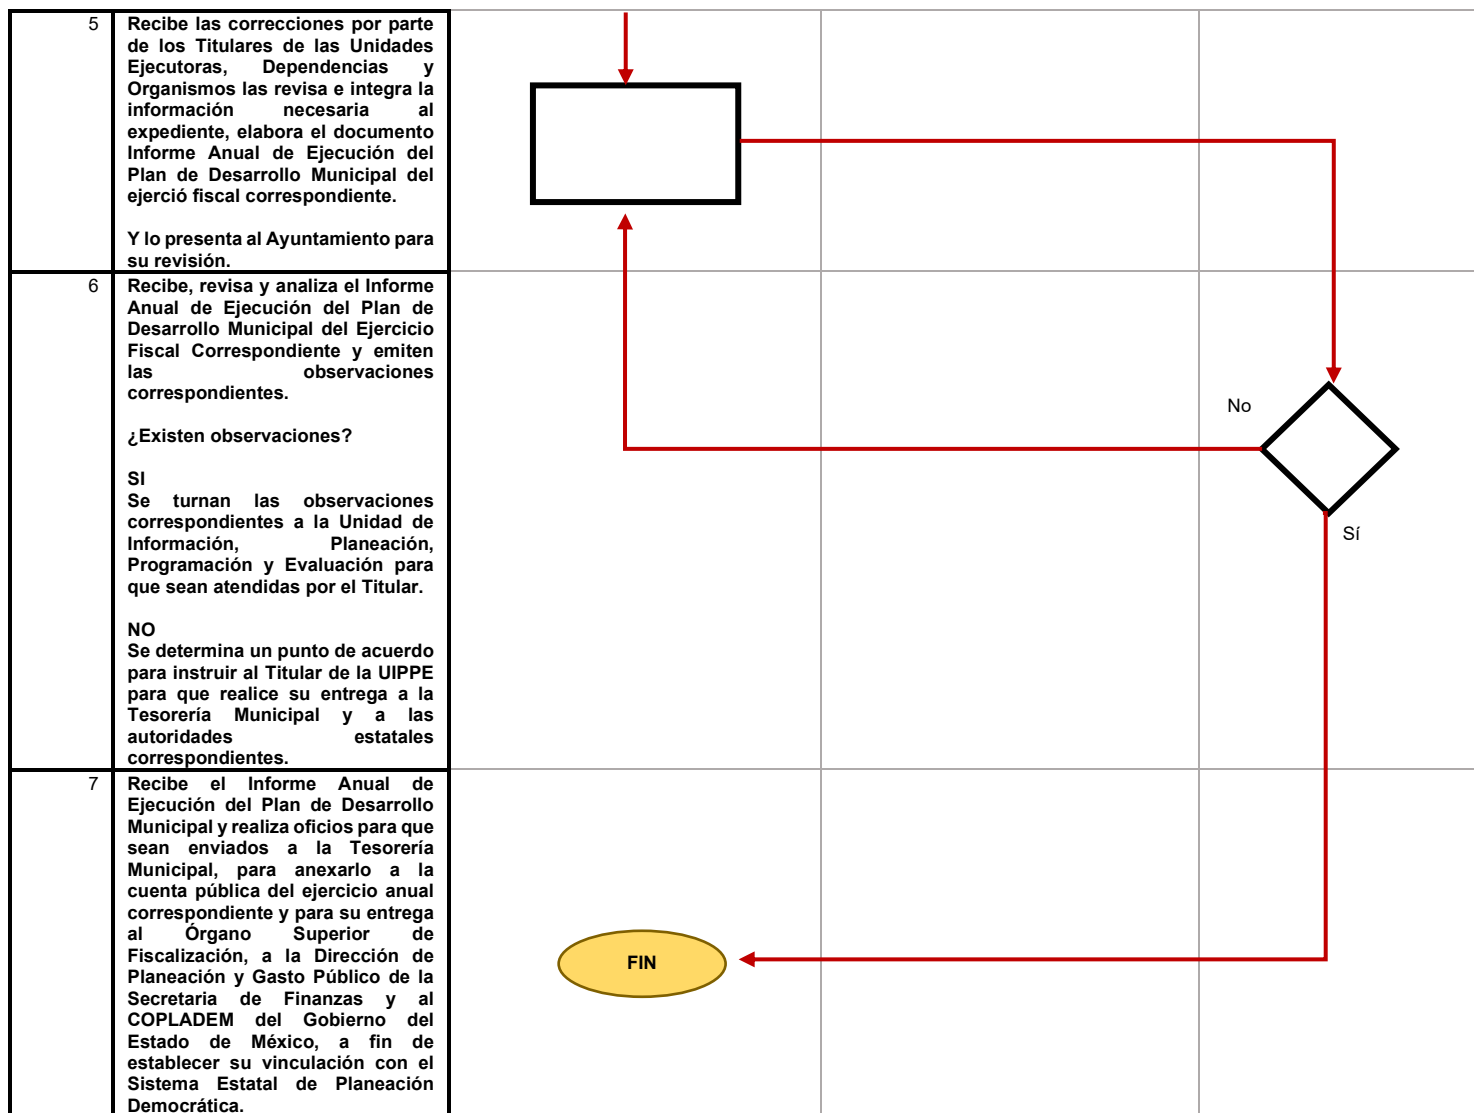 5
Recibe las correcciones por parte
de los Titulares de las Unidades
Ejecutoras, Dependencias y
Organismos las revisa e integra la
información necesaria al
expediente, elabora el documento
Informe Anual de Ejecución del
Plan de Desarrollo Municipal del
ejerció fiscal correspondiente.
Y lo presenta al Ayuntamiento para
su revisión.
6
Recibe, revisa y analiza el Informe
Anual de Ejecución del Plan de
Desarrollo Municipal del Ejercicio
Fiscal Correspondiente y emiten
las observaciones
correspondientes.
¿Existen observaciones?
SI
Se turnan las observaciones
correspondientes a la Unidad de
Información, Planeación,
Programación y Evaluación para
que sean atendidas por el Titular.
NO
Se determina un punto de acuerdo
para instruir al Titular de la UIPPE
para que realice su entrega a la
Tesorería Municipal y a las
autoridades estatales
correspondientes.
No
Sí
7
Recibe el Informe Anual de
Ejecución del Plan de Desarrollo
Municipal y realiza oficios para que
sean enviados a la Tesorería
Municipal, para anexarlo a la
cuenta pública del ejercicio anual
correspondiente y para su entrega
al Órgano Superior de
Fiscalización, a la Dirección de
Planeación y Gasto Público de la
Secretaria de Finanzas y al
COPLADEM del Gobierno del
Estado de México, a fin de
establecer su vinculación con el
Sistema Estatal de Planeación
Democrática.
FIN